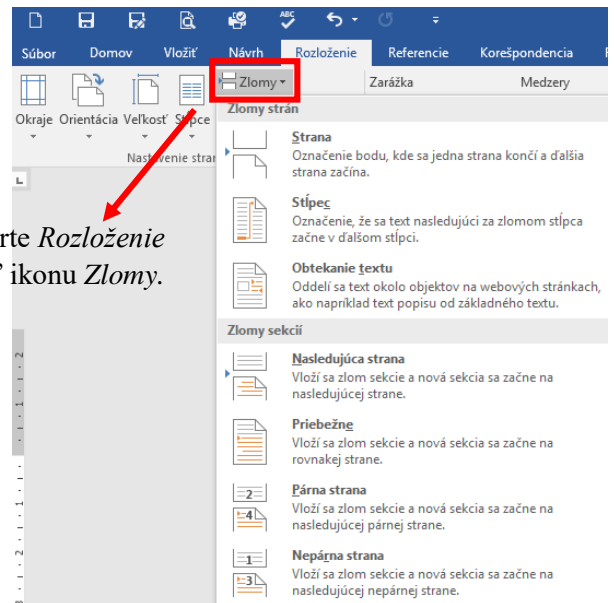 ABC
Súbor Domov Vložiť Návrh Rozloženie Referencie Korešpondencia
Okraje Orientácia Veľkosť Stĺpce
Zlomy Zarážka Medzery
Zlomy strán
Strana
Označenie bodu, kde sa jedna strana končí a ďalšia
strana začína.
Stĺpec
Označenie, že sa text nasledujúci za zlomom stĺpca
začne v ďalšom stĺpci.
Obtekanie textu
Oddelí sa text okolo objektov na webových stránkach,
ako napríklad text popisu od základného textu.
Zlomy sekcií
Nasledujúca strana
Vloží sa zlom sekcie a nová sekcia sa začne na
nasledujúcej strane.
Priebežne
Vloží sa zlom sekcie a nová sekcia sa začne na
rovnakej strane.
2
4
Párna strana
Vloží sa zlom sekcie a nová sekcia sa začne na
nasledujúcej párnej strane.
1
3
Nepárna strana
Vloží sa zlom sekcie a nová sekcia sa začne na
nasledujúcej nepárnej strane.
rte Rozloženie
ikonu Zlomy.